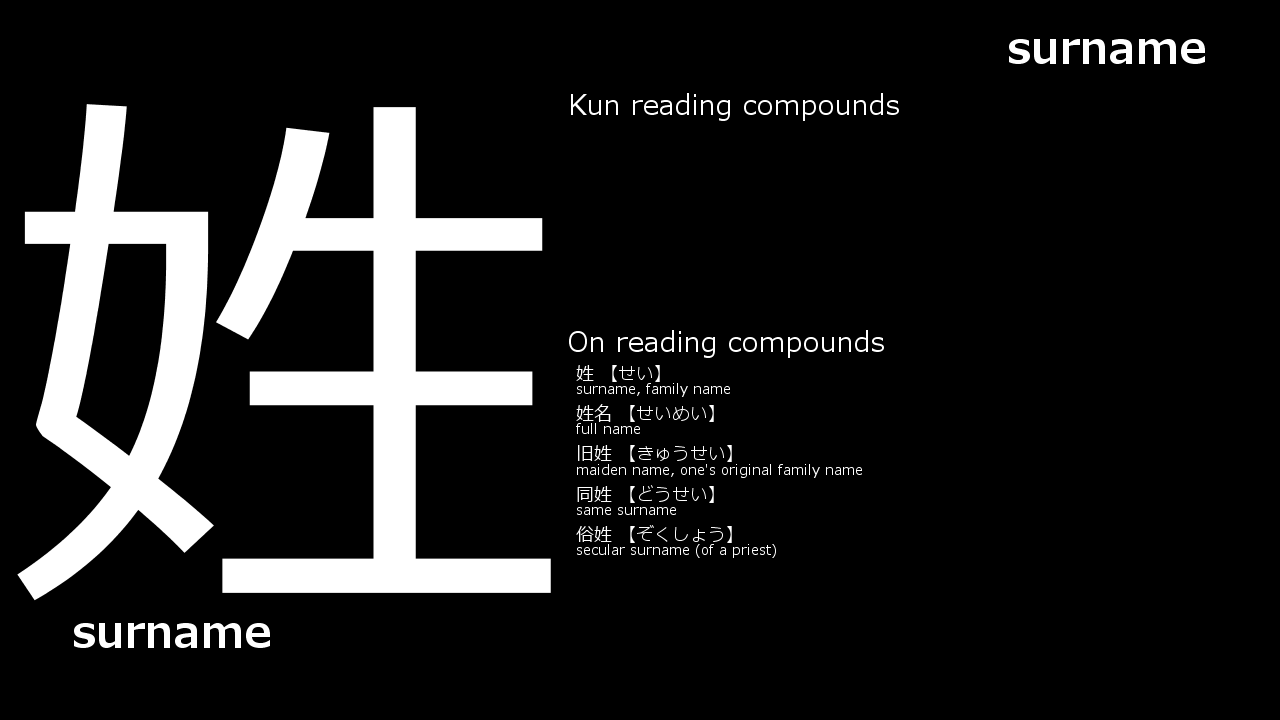 surname
姓
surname
Kun reading compounds
On reading compounds
姓 【せい】
surname, family name
姓名 【せいめい】
full name
旧姓 【きゅうせい】
maiden name, one's original family name
同姓 【どうせい】
same surname
俗姓 【ぞくしょう】
secular surname (of a priest)